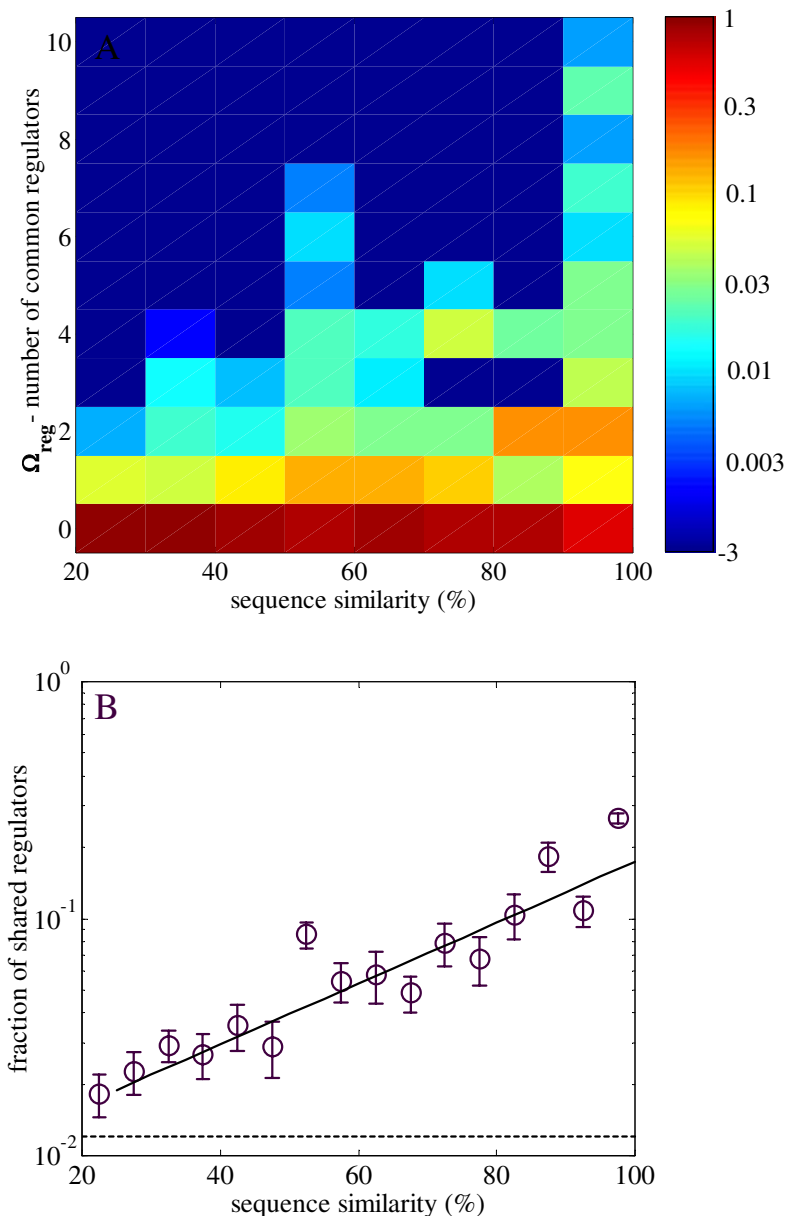 A
10
8
6
4
2
0
Ω_reg - number of common regulators
20 40 60 80 100
sequence similarity (%)
1
0.3
0.1
0.03
0.01
0.003
-3
B
10^0
10^-1
10^-2
fraction of shared regulators
20 40 60 80 100
sequence similarity (%)